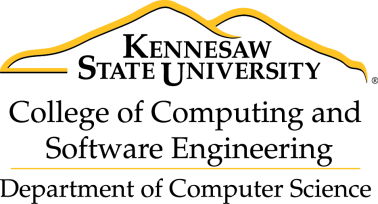 KENNESAW
STATE UNIVERSITY®
College of Computing and
Software Engineering
Department of Computer Science